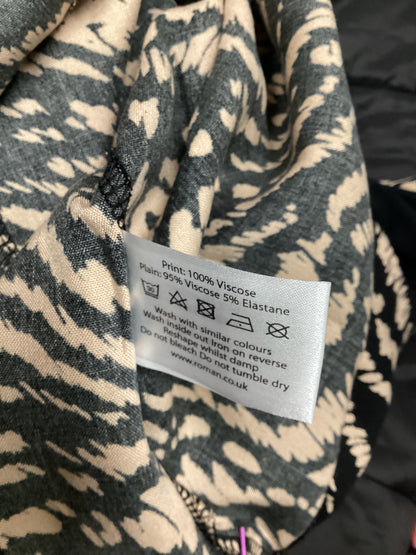 Print: 100% Viscose
Plain: 95% Viscose 5% Elastane
Wash with similar colours
Wash inside out Iron on reverse
Reshape whilst damp
Do not bleach Do not tumble dry
www.roman.co.uk